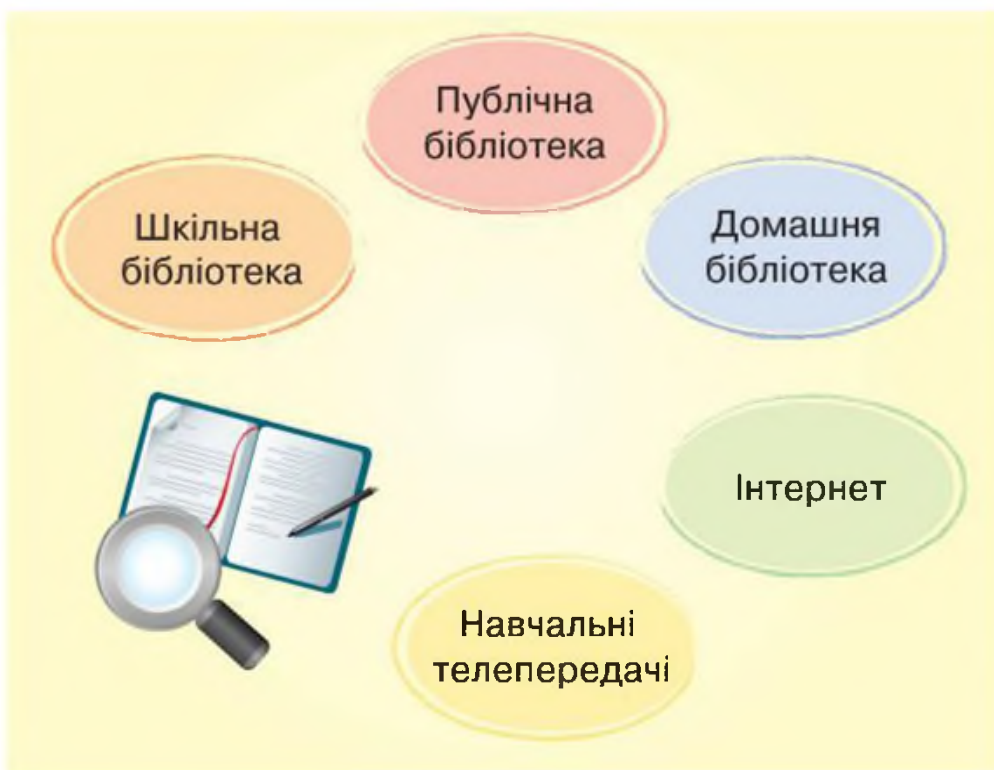 Публічна
бібліотека
Шкільна
бібліотека
Домашня
бібліотека
Інтернет
Навчальні
телепередачі